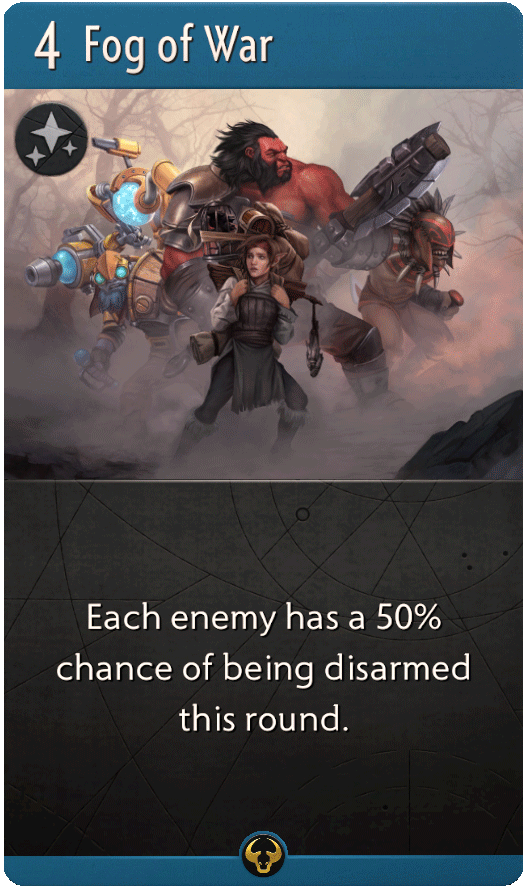 4 Fog of War
Each enemy has a 50%
chance of being disarmed
this round.